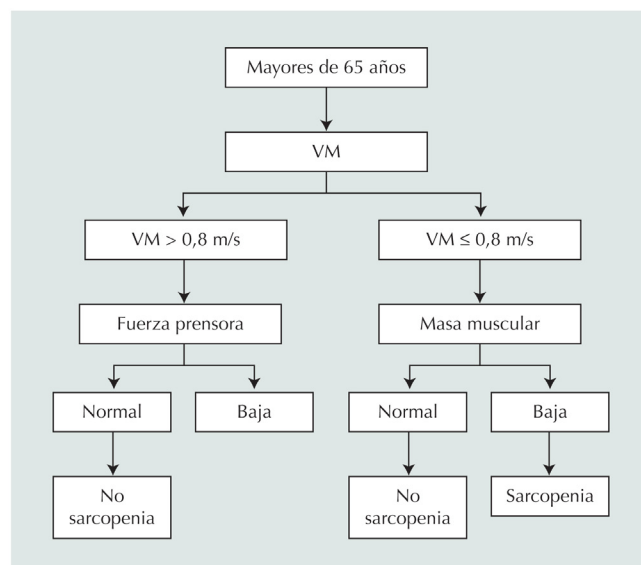 Mayores de 65 años
VM
VM > 0,8 m/s
VM ≤ 0,8 m/s
Fuerza prensora
Masa muscular
Normal
Baja
Normal
Baja
No
sarcopenia
No
sarcopenia
Sarcopenia